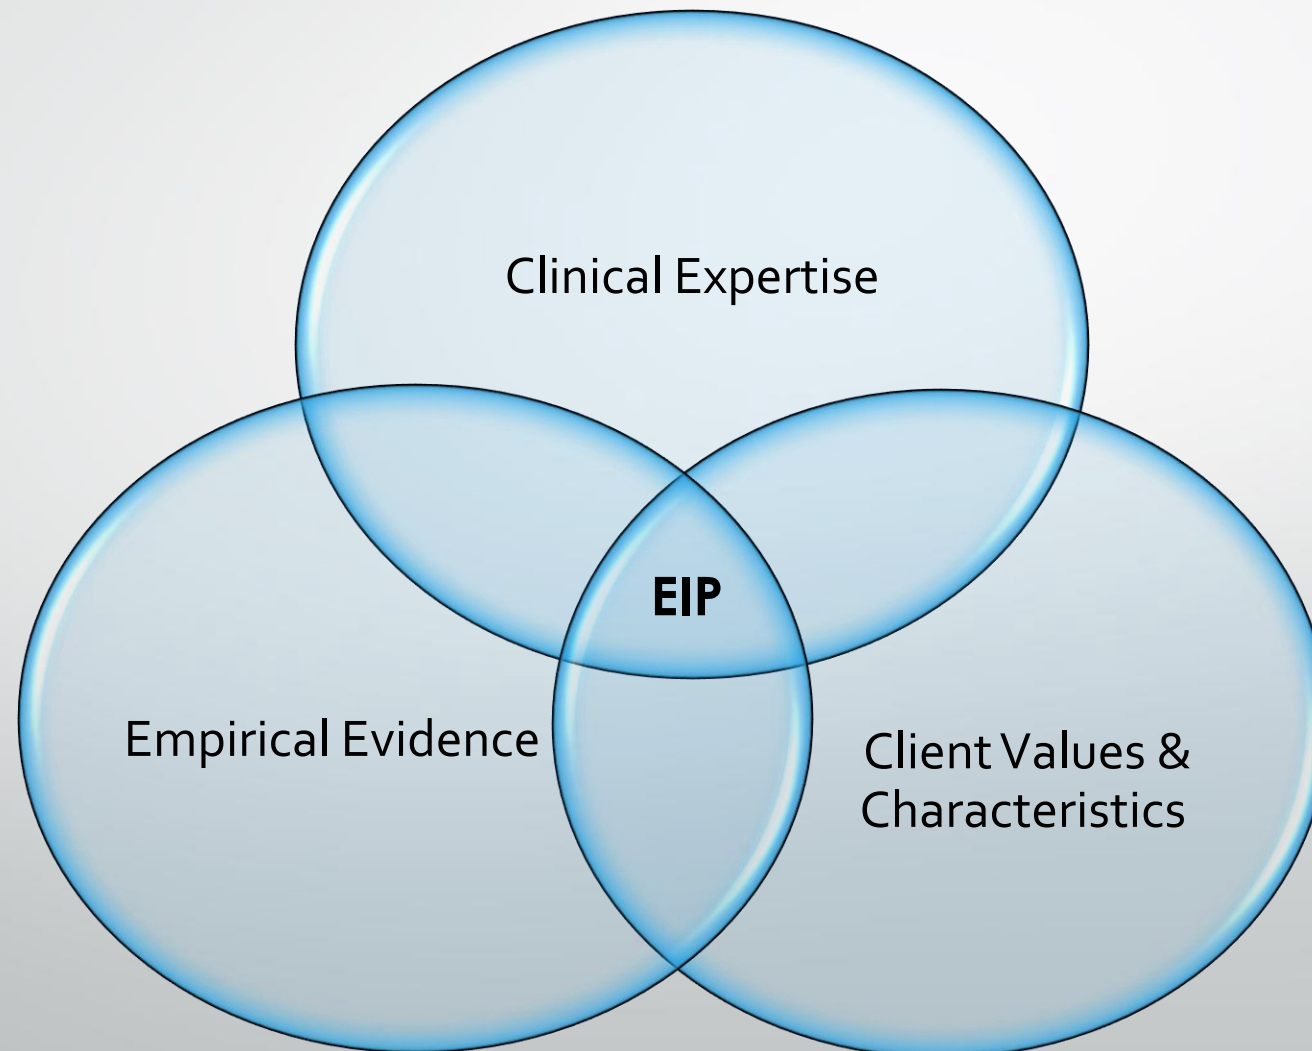 Clinical Expertise
EIP
Empirical Evidence
Client Values &
Characteristics